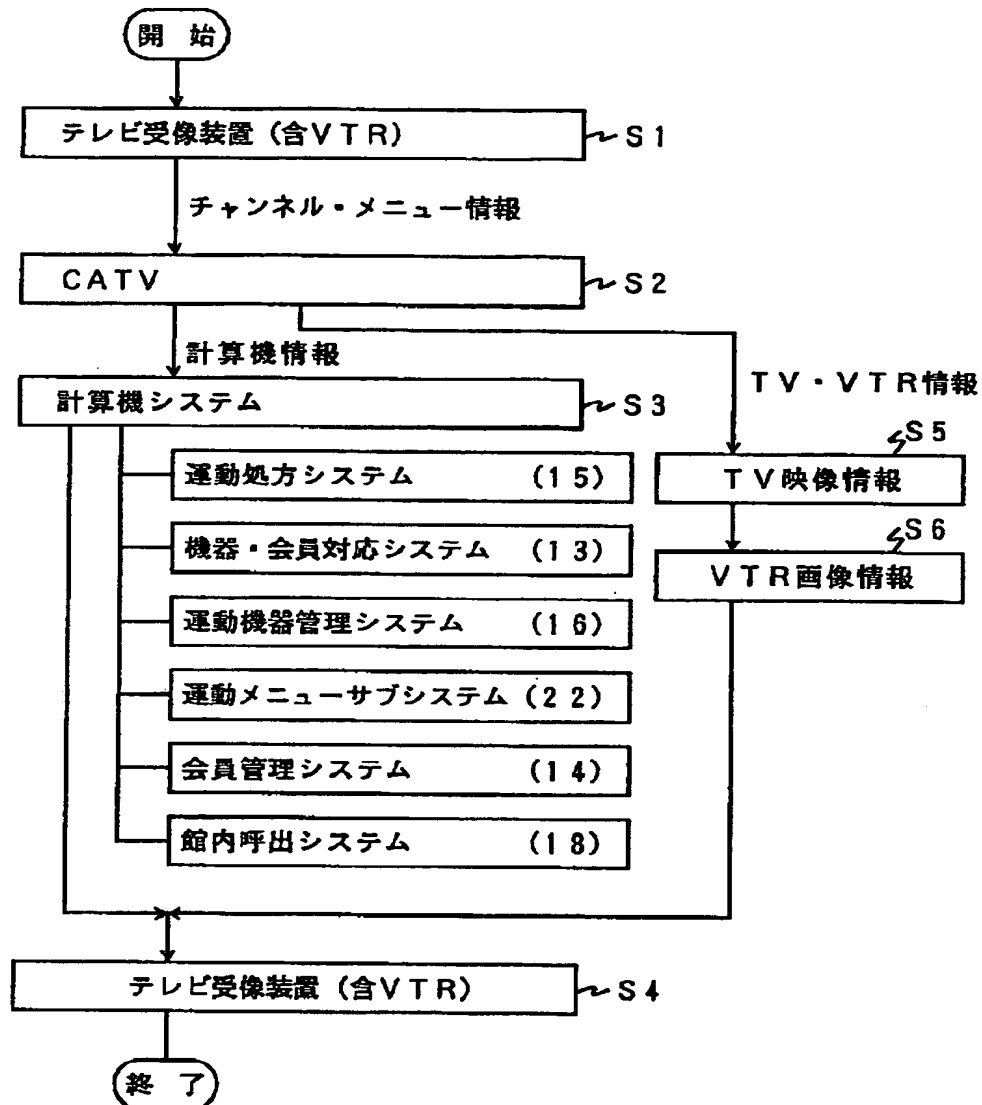 開 始
テレビ受像装置（含VTR）
S1
チャンネル・メニュー情報
CATV
S2
計算機情報
TV・VTR情報
計算機システム
S3
S5
TV映像情報
運動処方システム （15）
S6
VTR画像情報
機器・会員対応システム （13）
運動機器管理システム （16）
運動メニューサブシステム（22）
会員管理システム （14）
館内呼出システム （18）
テレビ受像装置（含VTR）
S4
終 了